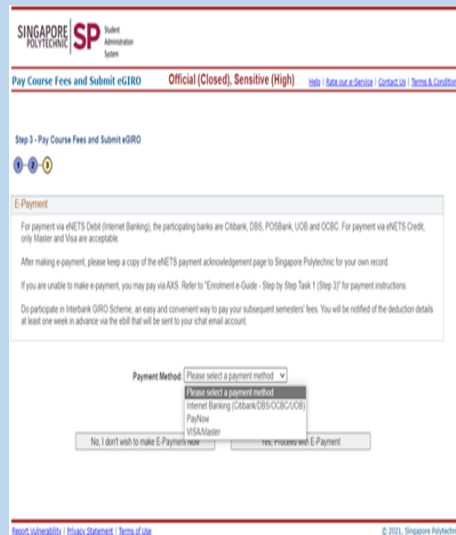 SINGAPORE POLYTECHNIC SP Student Administration System
Pay Course Fees and Submit eGIRO Official (Closed), Sensitive (High) Help | Rate our e-Service | Contact Us | Terms & Condition
Step 3 - Pay Course Fees and Submit eGIRO
1 2 3
E-Payment
For payment via eNETS Debit (Internet Banking), the participating banks are Citibank, DBS, POSBank, UOB and OCBC. For payment via eNETS Credit,
only Master and Visa are acceptable.
After making e-payment, please keep a copy of the eNETS payment acknowledgement page to Singapore Polytechnic for your own record.
If you are unable to make e-payment, you may pay via AXS. Refer to "Enrolment e-Guide - Step by Step Task 1 (Step 3)" for payment instructions.
Do participate in Interbank GIRO Scheme, an easy and convenient way to pay your subsequent semesters' fees. You will be notified of the deduction details
at least one week in advance via the ebill that will be sent to your ichat email account.
Payment Method: Please select a payment method
Please select a payment method
Internet Banking (Citibank/DBS/OCBC/UOB)
PayNow
VISA/Master
No, I don't wish to make E-Payment Now Yes, Proceed with E-Payment
Report Vulnerability | Privacy Statement | Terms of Use © 2021, Singapore Polytechn